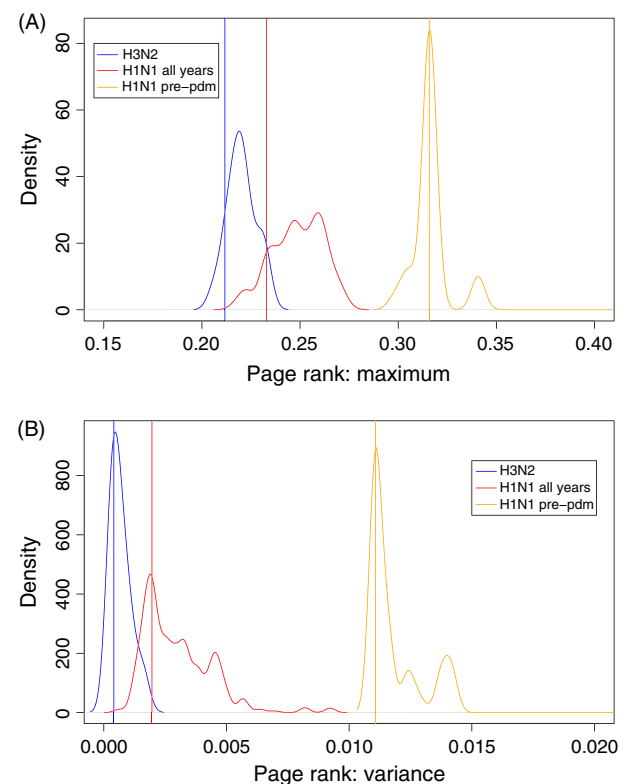 (A)
80
60
40
20
0
Density
H3N2
H1N1 all years
H1N1 pre-pdm
0.15 0.20 0.25 0.30 0.35 0.40
Page rank: maximum
(B)
800
600
400
200
0
Density
H3N2
H1N1 all years
H1N1 pre-pdm
0.000 0.005 0.010 0.015 0.020
Page rank: variance